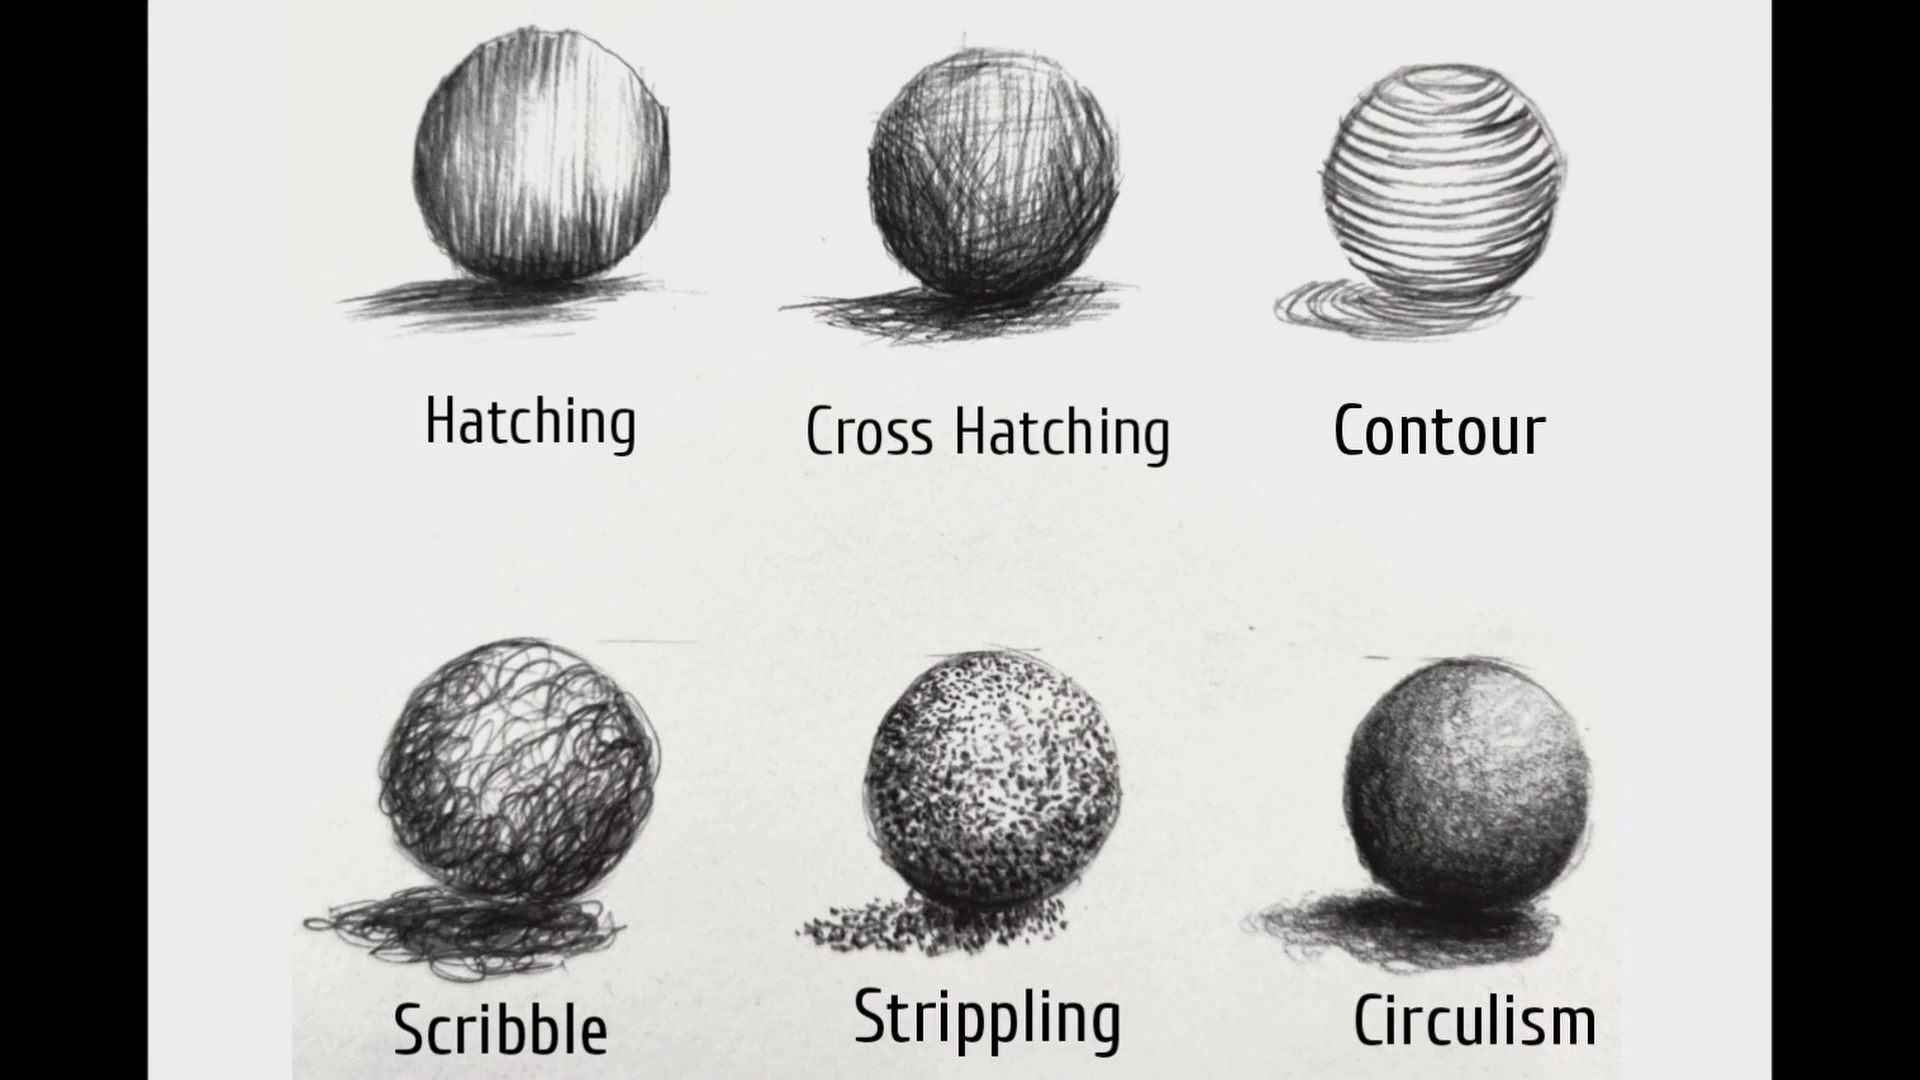 Hatching
Cross Hatching
Contour
Scribble
Strippling
Circulism